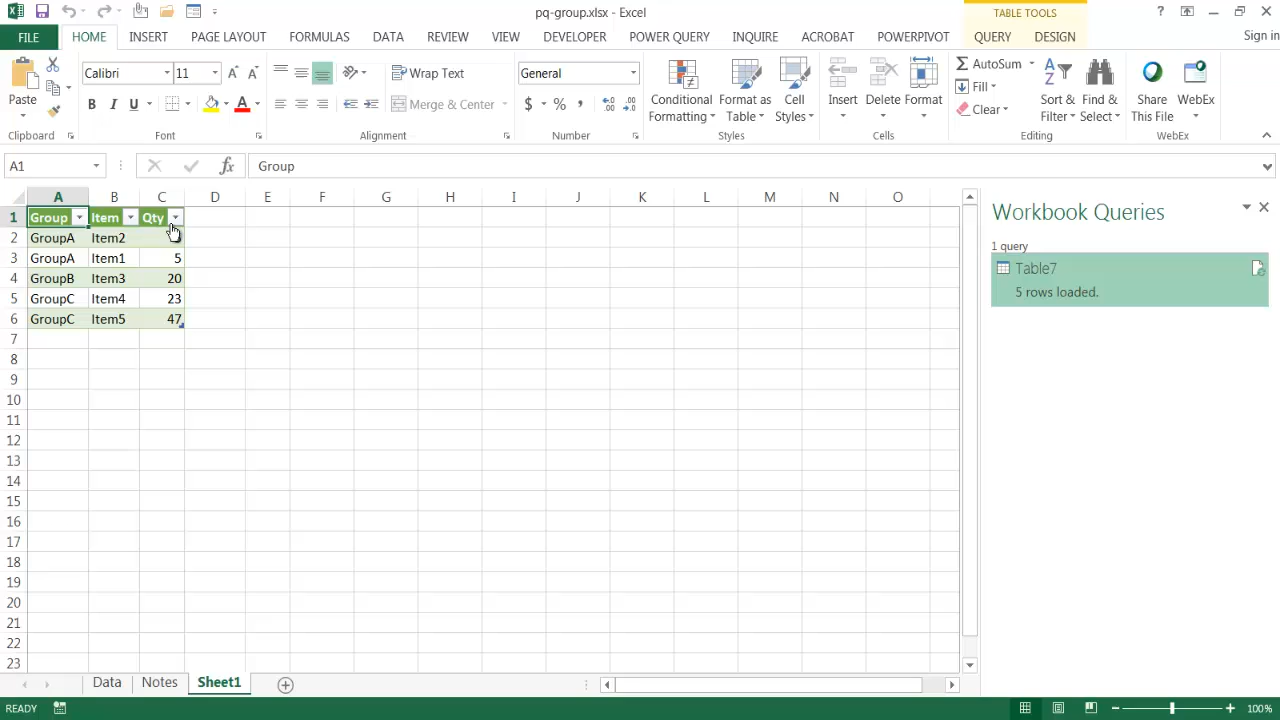 pq-group.xlsx - Excel
TABLE TOOLS
?
FILE HOME INSERT PAGE LAYOUT FORMULAS DATA REVIEW VIEW DEVELOPER POWER QUERY INQUIRE ACROBAT POWERPIVOT QUERY DESIGN Sign in
Paste
Calibri 11
B I U
Wrap Text
Merge & Center
General
$ % ,
Conditional Formatting
Format as Table
Cell Styles
Insert Delete Format
AutoSum
Fill
Clear
Sort & Filter
Find & Select
Share This File
WebEx
Clipboard Font Alignment Number Styles Cells Editing WebEx
A1 fx Group
A B C D E F G H I J K L M N O
1 Group Item Qty
2 GroupA Item2
3 GroupA Item1 5
4 GroupB Item3 20
5 GroupC Item4 23
6 GroupC Item5 47
7
8
9
10
11
12
13
14
15
16
17
18
19
20
21
22
23
Workbook Queries
1 query
Table7
5 rows loaded.
Data Notes Sheet1
READY 100%